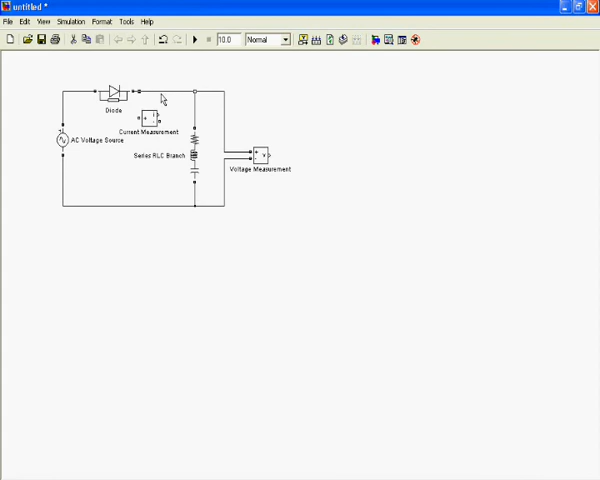 untitled *
File Edit View Simulation Format Tools Help
10.0 Normal
Diode
Current Measurement
AC Voltage Source
Series RLC Branch
Voltage Measurement